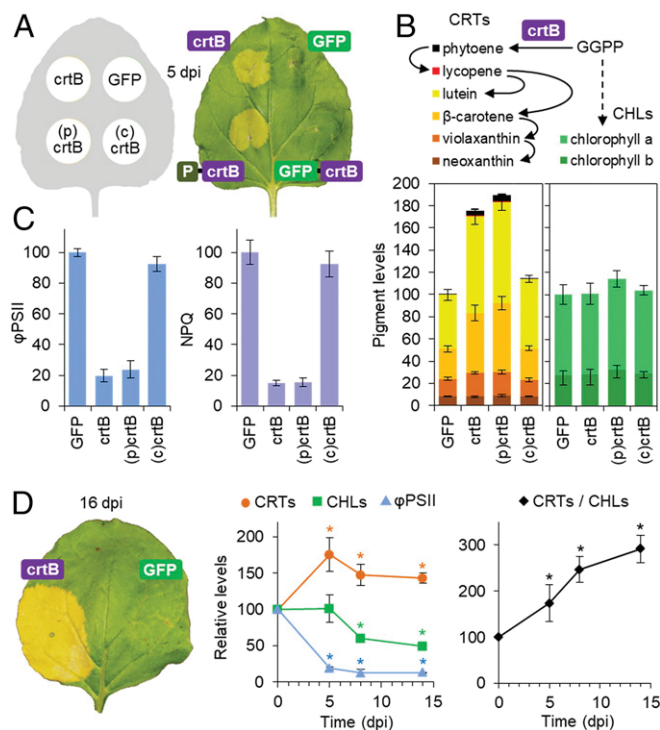 A
crtB
GFP
(p)
crtB
(c)
crtB
5 dpi
crtB
GFP
P crtB
GFP crtB
B
CRTs
crtB
phytoene
GGPP
lycopene
lutein
CHLs
β-carotene
chlorophyll a
violaxanthin
chlorophyll b
neoxanthin
Pigment levels
200
180
160
140
120
100
80
60
40
20
0
GFP
crtB
(p)crtB
(c)crtB
GFP
crtB
(p)crtB
(c)crtB
C
φPSII
100
80
60
40
20
0
GFP
crtB
(p)crtB
(c)crtB
NPQ
100
80
60
40
20
0
GFP
crtB
(p)crtB
(c)crtB
D
16 dpi
crtB
GFP
CRTs CHLs φPSII
Relative levels
200
150
100
50
0
* * *
* *
* * *
0 5 10 15
Time (dpi)
CRTs / CHLs
300
200
100
0
* * *
0 5 10 15
Time (dpi)